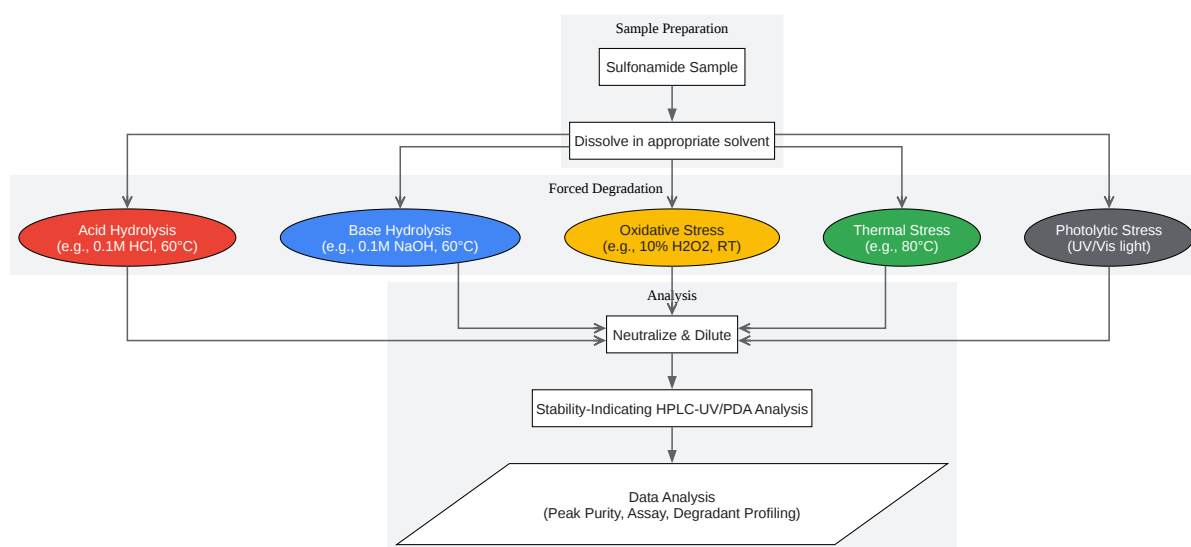 Sample Preparation
Sulfonamide Sample
Dissolve in appropriate solvent
Forced Degradation
Acid Hydrolysis
(e.g., 0.1M HCl, 60°C)
Base Hydrolysis
(e.g., 0.1M NaOH, 60°C)
Oxidative Stress
(e.g., 10% H2O2, RT)
Thermal Stress
(e.g., 80°C)
Photolytic Stress
(UV/Vis light)
Analysis
Neutralize & Dilute
Stability-Indicating HPLC-UV/PDA Analysis
Data Analysis
(Peak Purity, Assay, Degradant Profiling)